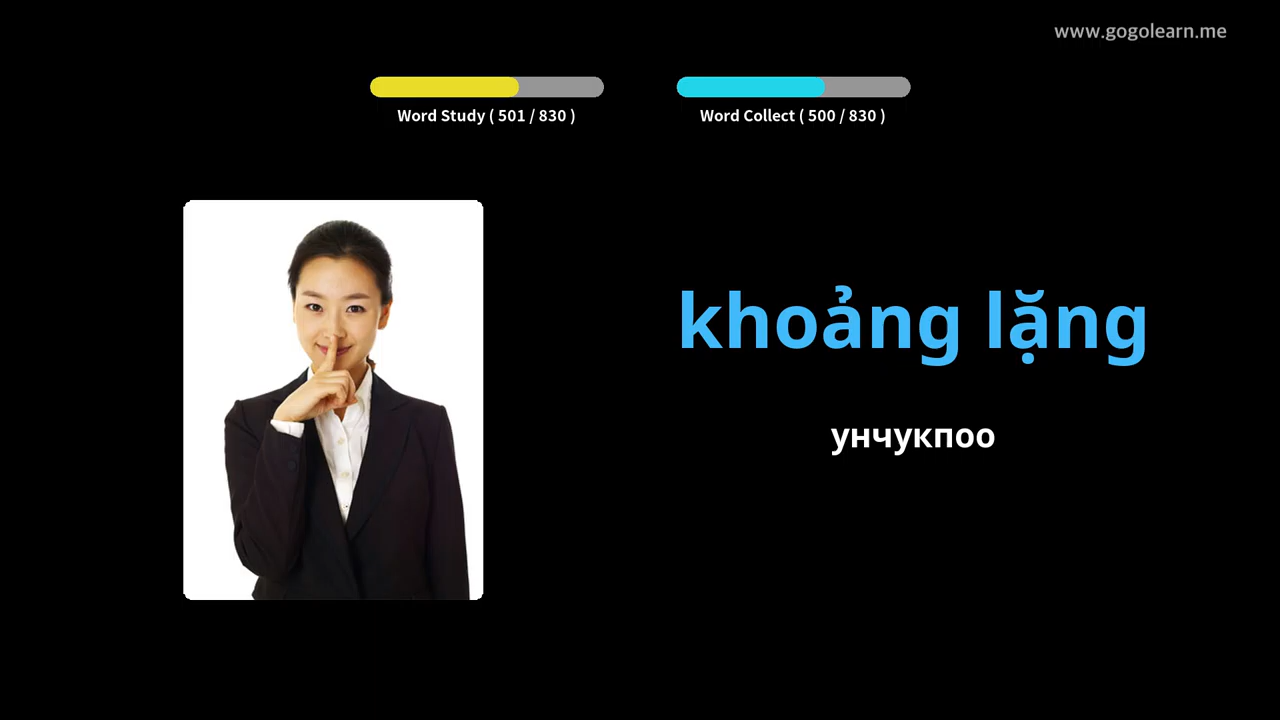 www.gogolearn.me
Word Study ( 501 / 830 )
Word Collect ( 500 / 830 )
khoảng lặng
унчукпоо